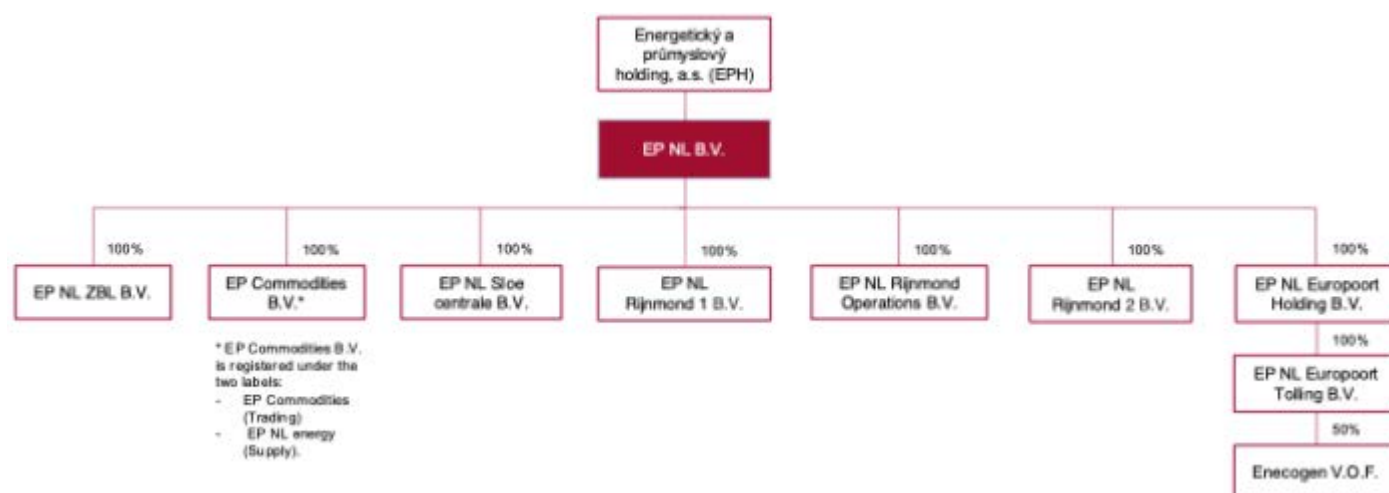 Energetický a
průmyslový
holding, a.s. (EPH)
EP NL B.V.
100%
100%
100%
100%
100%
100%
100%
EP NL ZBL B.V.
EP Commodities
B.V.*
EP NL Sloe
centrale B.V.
EP NL
Rijnmond 1 B.V.
EP NL Rijnmond
Operations B.V.
EP NL
Rijnmond 2 B.V.
EP NL Europoort
Holding B.V.
* EP Commodities B.V.
is registered under the
two labels:
- EP Commodities
(Trading)
- EP NL energy
(Supply).
100%
EP NL Europoort
Tolling B.V.
50%
Enecogen V.O.F.